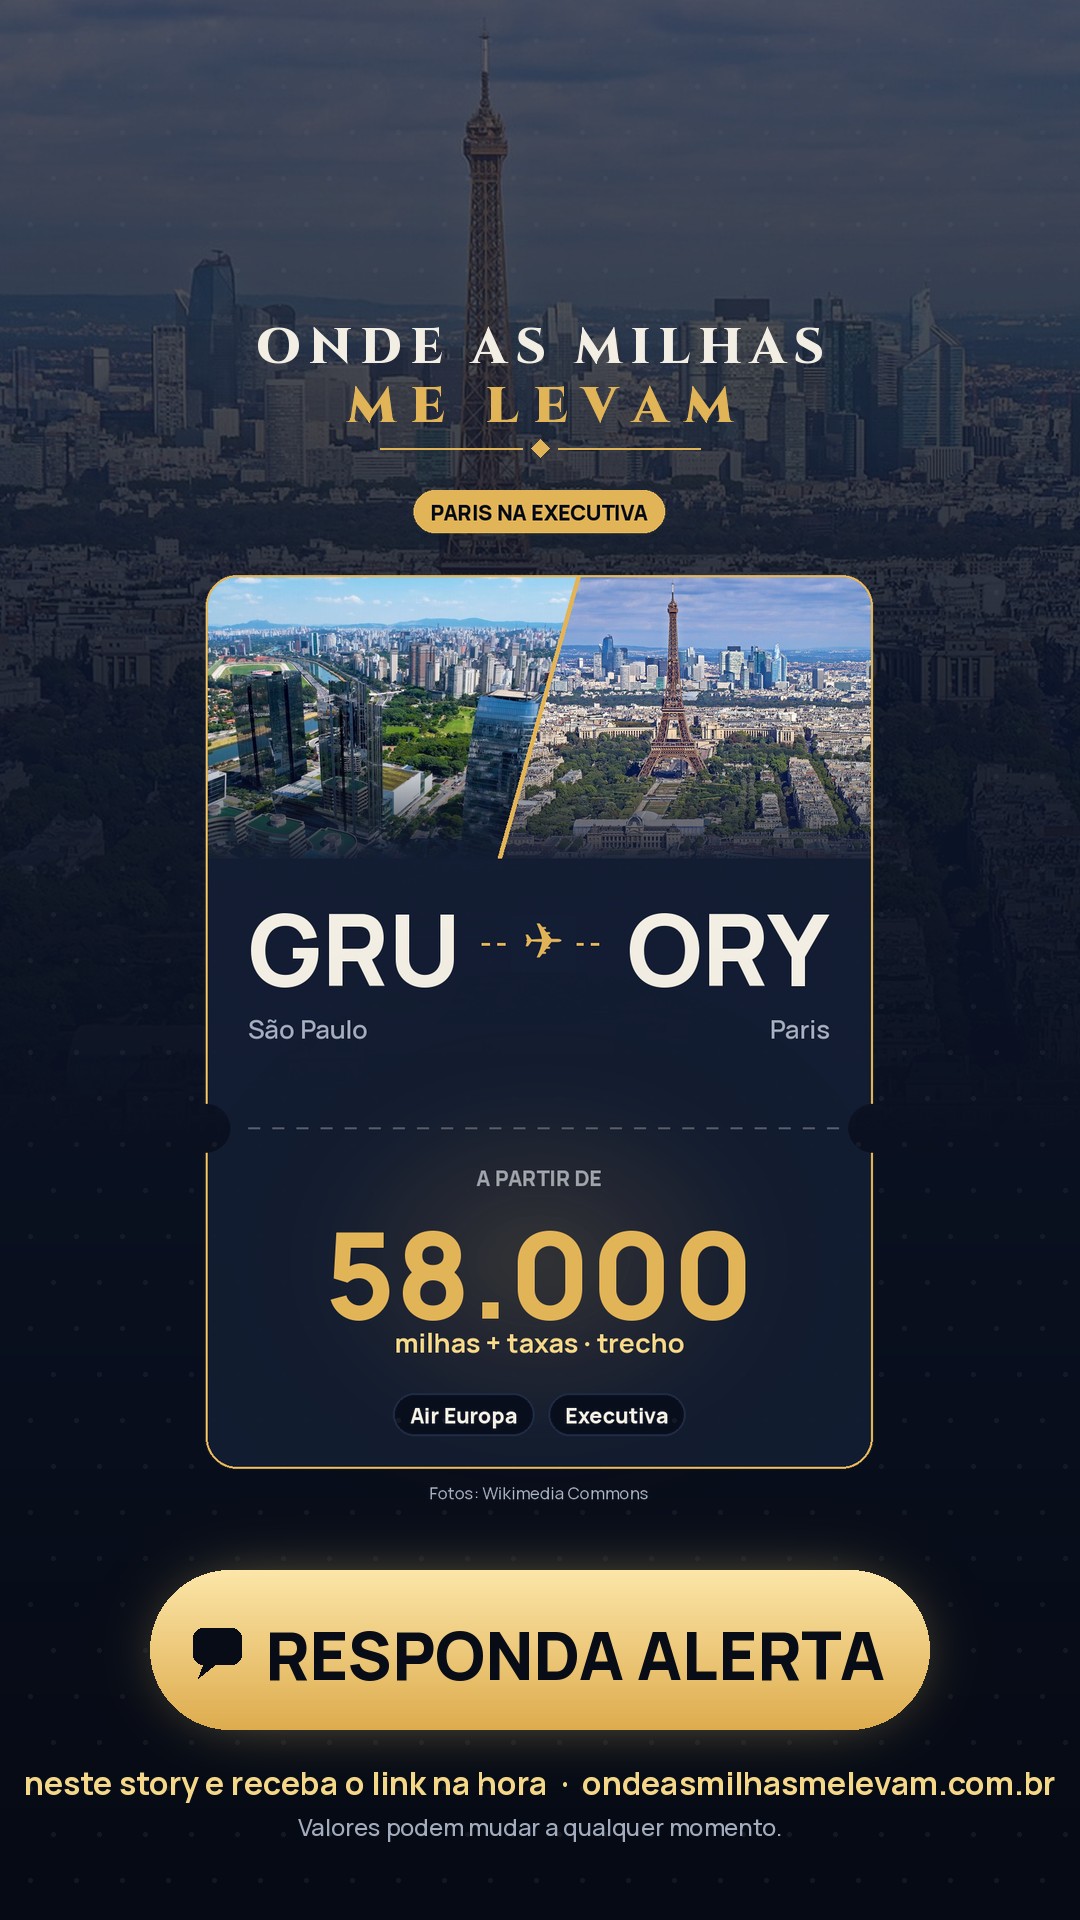 ONDE AS MILHAS
ME LEVAM
PARIS NA EXECUTIVA
GRU -- ✈ -- ORY
São Paulo Paris
A PARTIR DE
58.000
milhas + taxas · trecho
Air Europa Executiva
Fotos: Wikimedia Commons
RESPONDA ALERTA
neste story e receba o link na hora · ondeasmilhasmelevam.com.br
Valores podem mudar a qualquer momento.